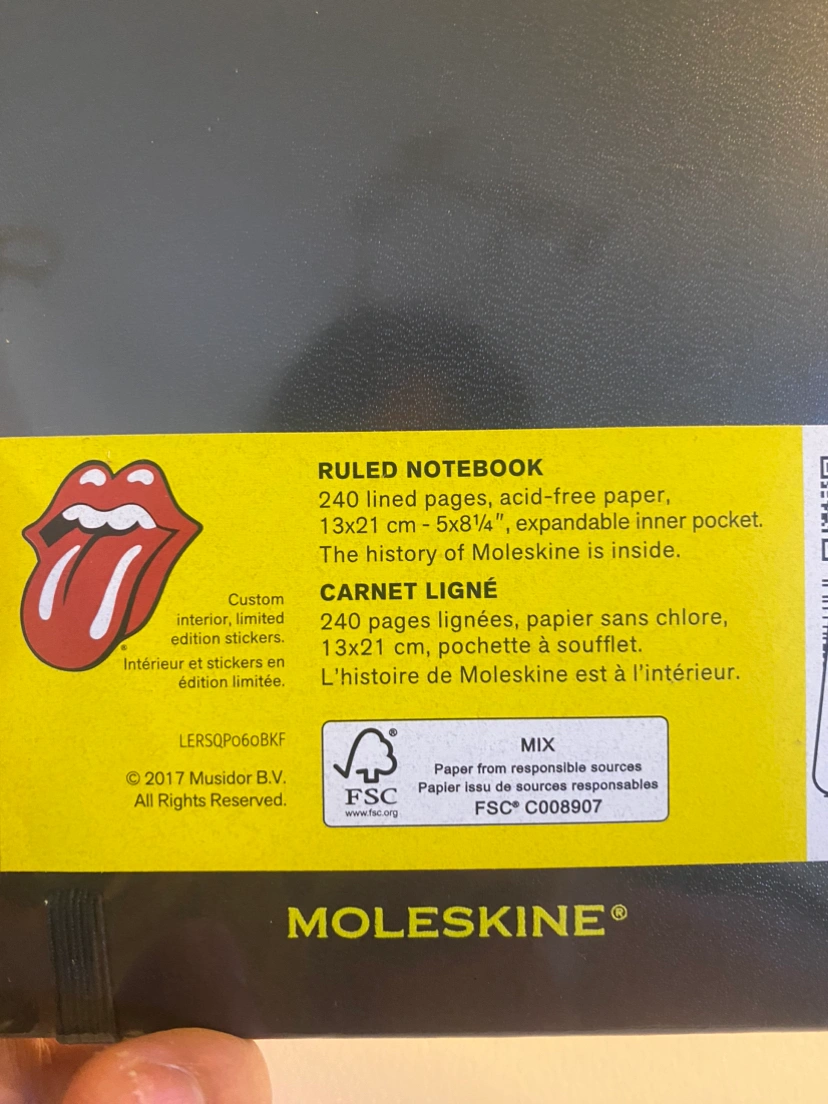 RULED NOTEBOOK
240 lined pages, acid-free paper,
13x21 cm - 5x8¼", expandable inner pocket.
The history of Moleskine is inside.
CARNET LIGNÉ
240 pages lignées, papier sans chlore,
13x21 cm, pochette à soufflet.
L'histoire de Moleskine est à l'intérieur.
Custom
interior, limited
edition stickers.
Intérieur et stickers en
édition limitée.
LERSQP060BKF
© 2017 Musidor B.V.
All Rights Reserved.
®
FSC
www.fsc.org
MIX
Paper from responsible sources
Papier issu de sources responsables
FSC® C008907
MOLESKINE®